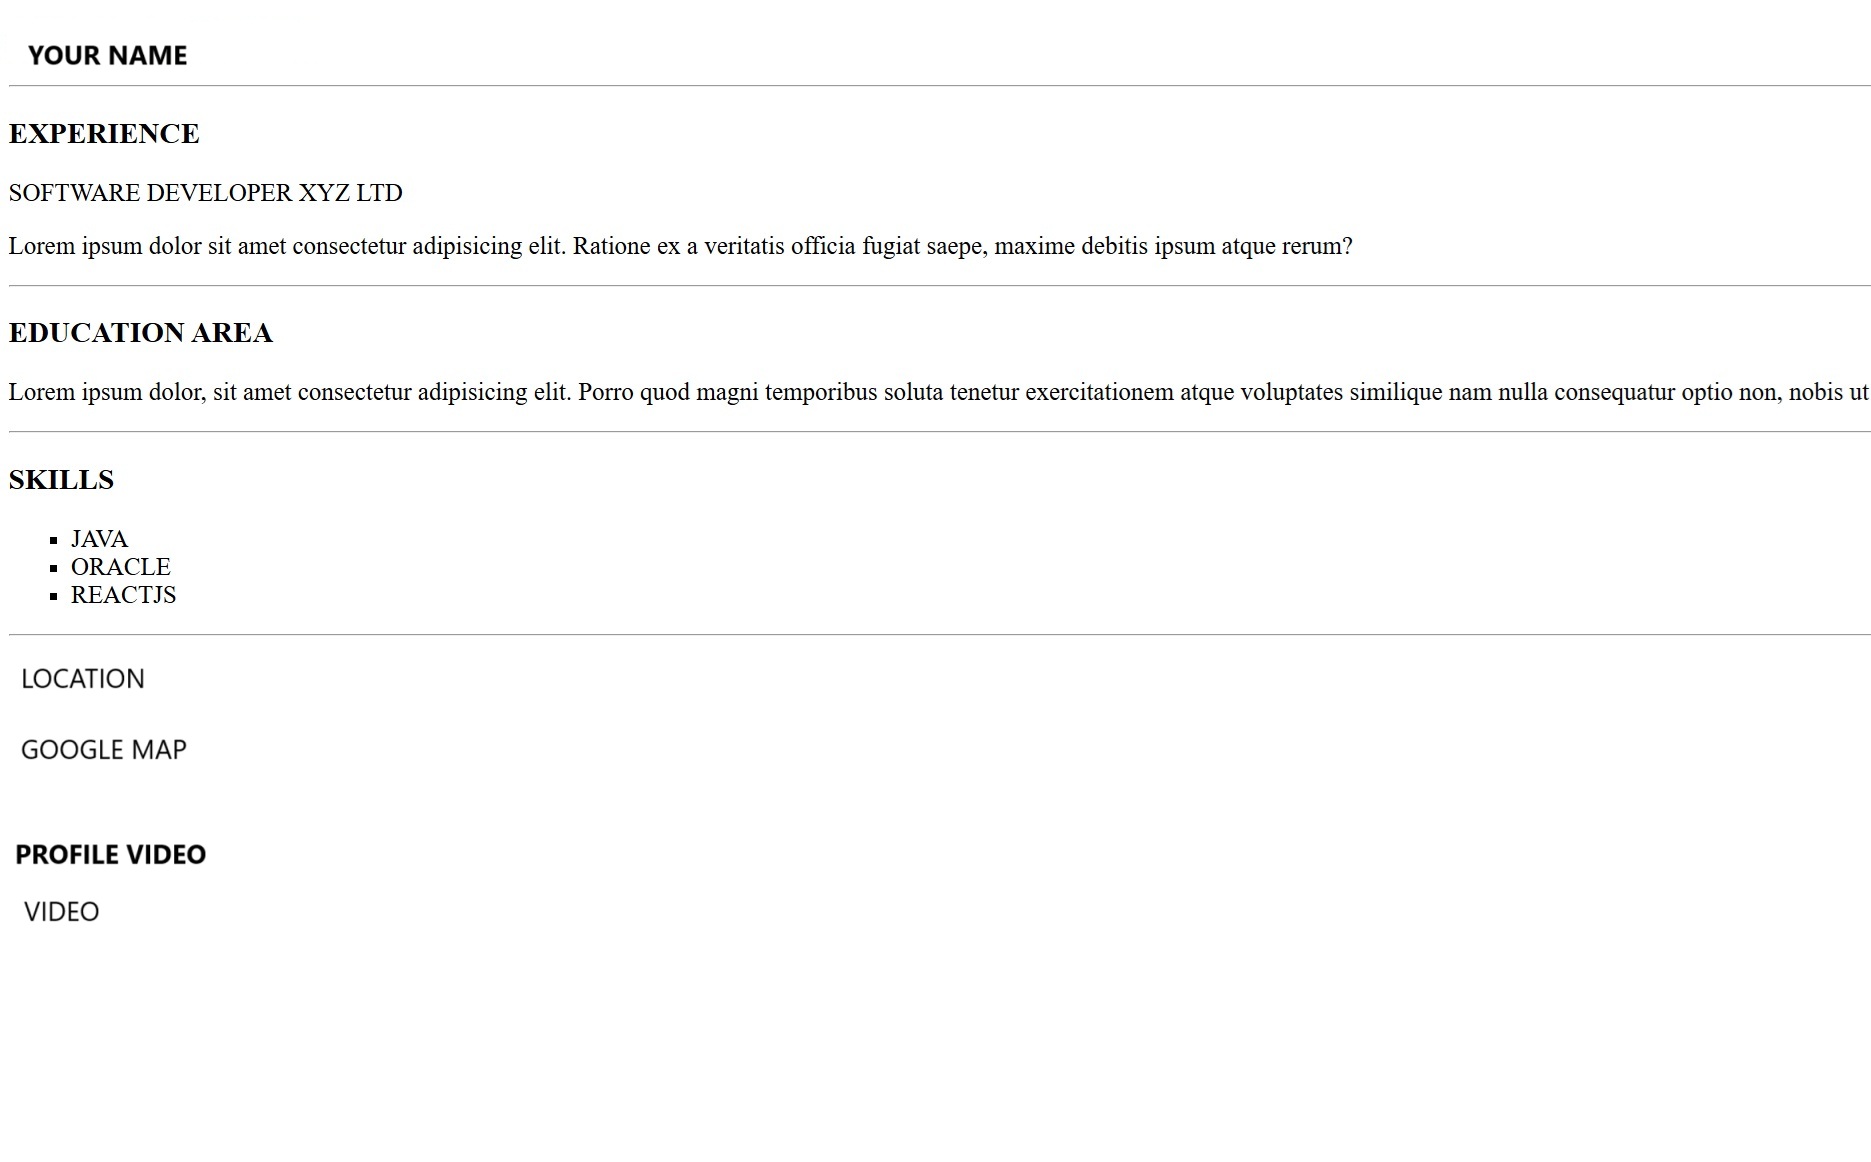 YOUR NAME
EXPERIENCE
SOFTWARE DEVELOPER XYZ LTD
Lorem ipsum dolor sit amet consectetur adipisicing elit. Ratione ex a veritatis officia fugiat saepe, maxime debitis ipsum atque rerum?
EDUCATION AREA
Lorem ipsum dolor, sit amet consectetur adipisicing elit. Porro quod magni temporibus soluta tenetur exercitationem atque voluptates similique nam nulla consequatur optio non, nobis ut
SKILLS
▪ JAVA
▪ ORACLE
▪ REACTJS
LOCATION
GOOGLE MAP
PROFILE VIDEO
VIDEO